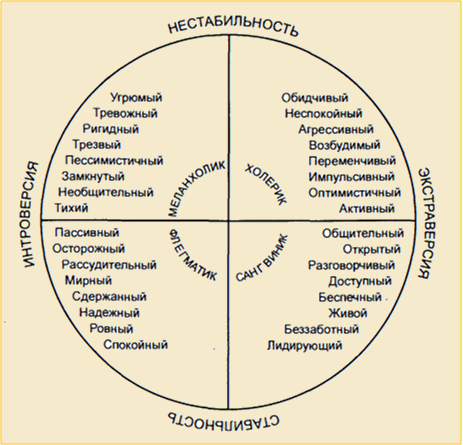 НЕСТАБИЛЬНОСТЬ
ИНТРОВЕРСИЯ
ЭКСТРАВЕРСИЯ
Угрюмый
Тревожный
Ригидный
Трезвый
Пессимистичный
Замкнутый
Необщительный
Тихий
МЕЛАНХОЛИК
Обидчивый
Неспокойный
Агрессивный
Возбудимый
Переменчивый
Импульсивный
Оптимистичный
Активный
ХОЛЕРИК
Пассивный
Осторожный
Рассудительный
Мирный
Сдержанный
Надежный
Ровный
Спокойный
ФЛЕГМАТИК
Общительный
Открытый
Разговорчивый
Доступный
Беспечный
Живой
Беззаботный
Лидирующий
САНГВИНИК
СТАБИЛЬНОСТЬ